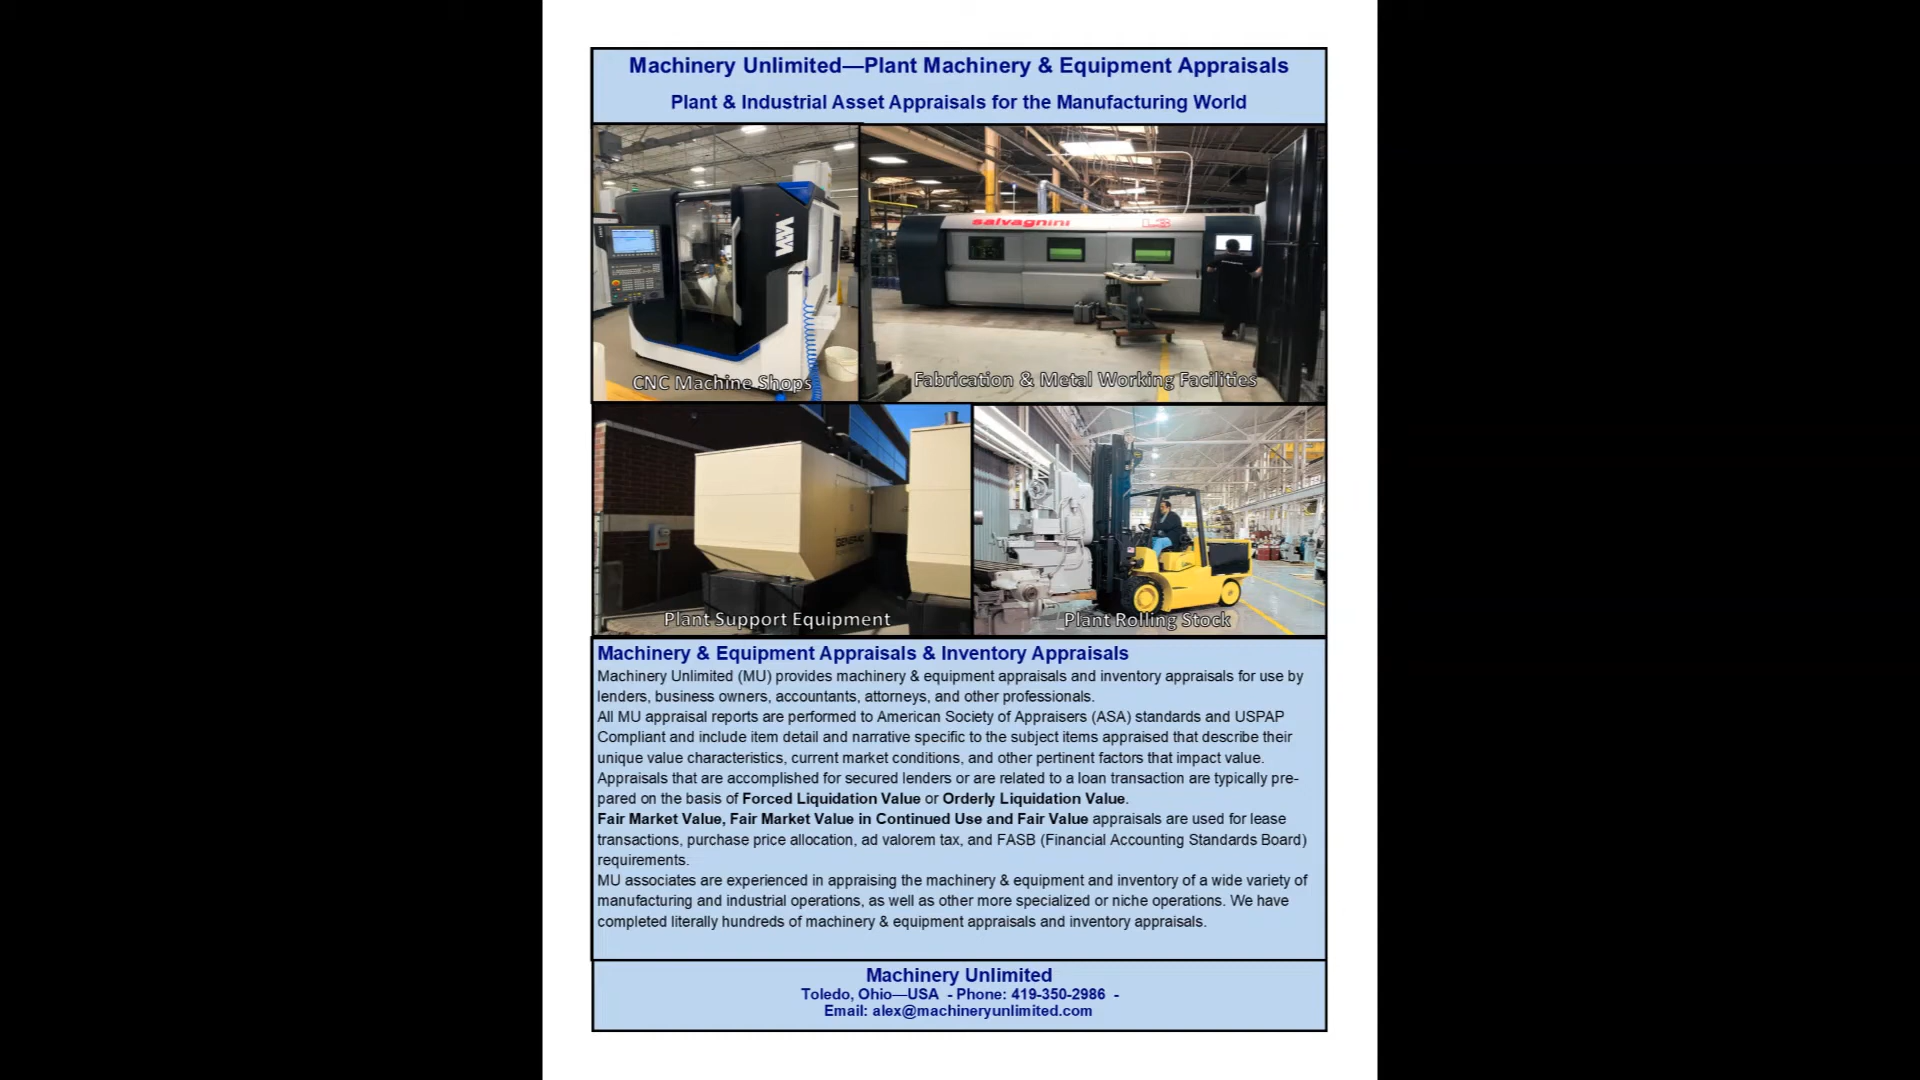 Machinery Unlimited—Plant Machinery & Equipment Appraisals
Plant & Industrial Asset Appraisals for the Manufacturing World
salvagnini L3
CNC Machine Shops
Fabrication & Metal Working Facilities
GENERAC
Plant Support Equipment
Plant Rolling Stock
Machinery & Equipment Appraisals & Inventory Appraisals
Machinery Unlimited (MU) provides machinery & equipment appraisals and inventory appraisals for use by
lenders, business owners, accountants, attorneys, and other professionals.
All MU appraisal reports are performed to American Society of Appraisers (ASA) standards and USPAP
Compliant and include item detail and narrative specific to the subject items appraised that describe their
unique value characteristics, current market conditions, and other pertinent factors that impact value.
Appraisals that are accomplished for secured lenders or are related to a loan transaction are typically pre-
pared on the basis of Forced Liquidation Value or Orderly Liquidation Value.
Fair Market Value, Fair Market Value in Continued Use and Fair Value appraisals are used for lease
transactions, purchase price allocation, ad valorem tax, and FASB (Financial Accounting Standards Board)
requirements.
MU associates are experienced in appraising the machinery & equipment and inventory of a wide variety of
manufacturing and industrial operations, as well as other more specialized or niche operations. We have
completed literally hundreds of machinery & equipment appraisals and inventory appraisals.
Machinery Unlimited
Toledo, Ohio—USA - Phone: 419-350-2986 -
Email: alex@machineryunlimited.com